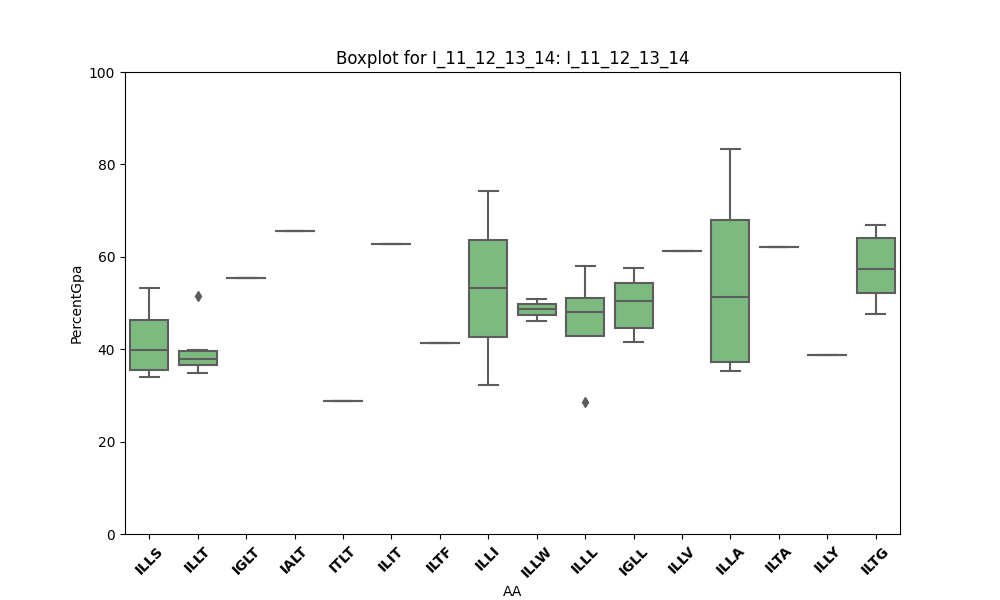 Boxplot for I_11_12_13_14: I_11_12_13_14
100
80
60
40
20
0
PercentGpa
ILLS ILLT IGLT IALT ITLT ILIT ILTF ILLI ILLW ILLL IGLL ILLV ILLA ILTA ILLY ILTG
AA